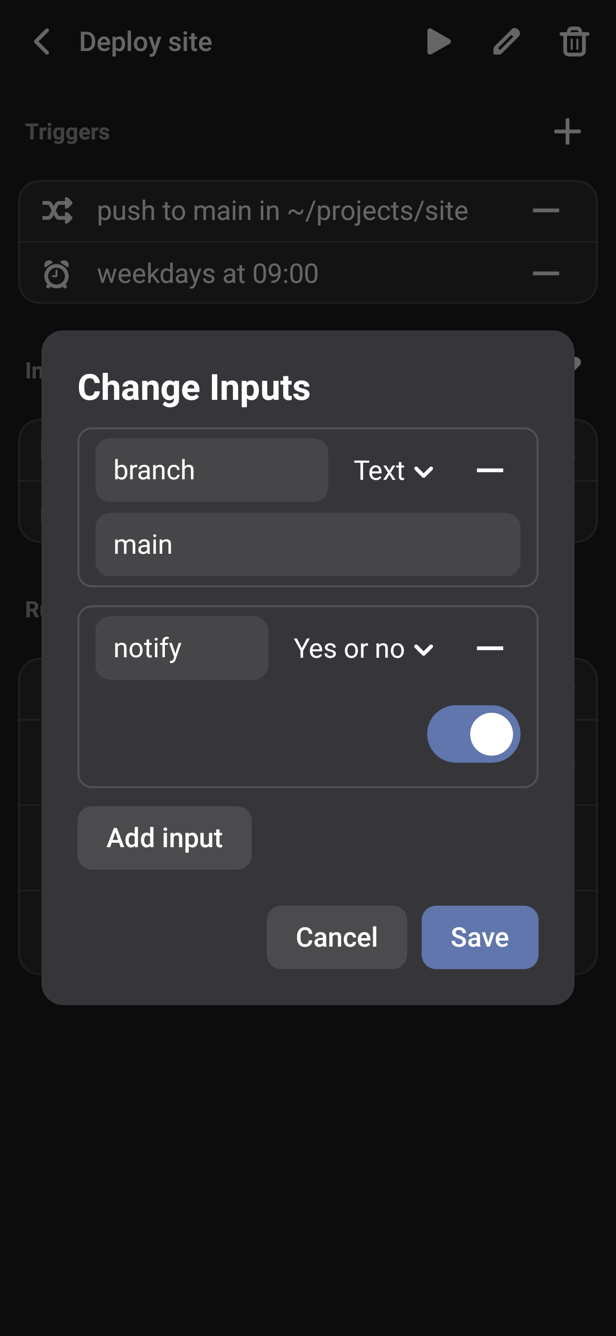 Deploy site
Triggers
push to main in ~/projects/site
weekdays at 09:00
Change Inputs
branch
Text
main
notify
Yes or no
Add input
Cancel
Save